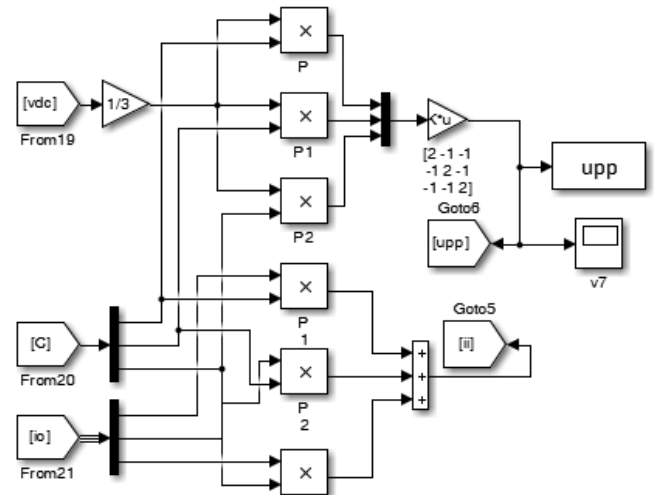 ×
P
[vdc]
1/3
From19
×
P1
K*u
[2 -1 -1
-1 2 -1
-1 -1 2]
upp
×
P2
Goto6
[upp]
v7
×
P
1
Goto5
[C]
[ii]
From20
×
+
+
+
P
2
[io]
From21
×